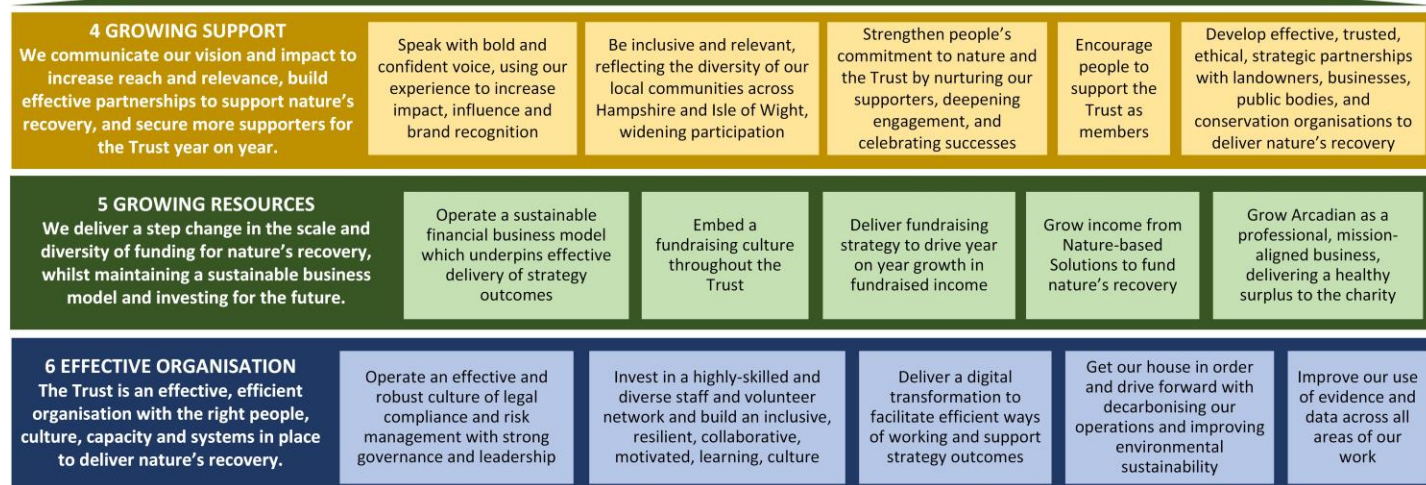 4 GROWING SUPPORT
We communicate our vision and impact to
increase reach and relevance, build
effective partnerships to support nature's
recovery, and secure more supporters for
the Trust year on year.
Speak with bold and
confident voice, using our
experience to increase
impact, influence and
brand recognition
Be inclusive and relevant,
reflecting the diversity of our
local communities across
Hampshire and Isle of Wight,
widening participation
Strengthen people's
commitment to nature and
the Trust by nurturing our
supporters, deepening
engagement, and
celebrating successes
Encourage
people to
support the
Trust as
members
Develop effective, trusted,
ethical, strategic partnerships
with landowners, businesses,
public bodies, and
conservation organisations to
deliver nature's recovery
5 GROWING RESOURCES
We deliver a step change in the scale and
diversity of funding for nature's recovery,
whilst maintaining a sustainable business
model and investing for the future.
Operate a sustainable
financial business model
which underpins effective
delivery of strategy
outcomes
Embed a
fundraising culture
throughout the
Trust
Deliver fundraising
strategy to drive year
on year growth in
fundraised income
Grow income from
Nature-based
Solutions to fund
nature's recovery
Grow Arcadian as a
professional, mission-
aligned business,
delivering a healthy
surplus to the charity
6 EFFECTIVE ORGANISATION
The Trust is an effective, efficient
organisation with the right people,
culture, capacity and systems in place
to deliver nature's recovery.
Operate an effective and
robust culture of legal
compliance and risk
management with strong
governance and leadership
Invest in a highly-skilled and
diverse staff and volunteer
network and build an inclusive,
resilient, collaborative,
motivated, learning, culture
Deliver a digital
transformation to
facilitate efficient ways
of working and support
strategy outcomes
Get our house in order
and drive forward with
decarbonising our
operations and improving
environmental
sustainability
Improve our use
of evidence and
data across all
areas of our
work